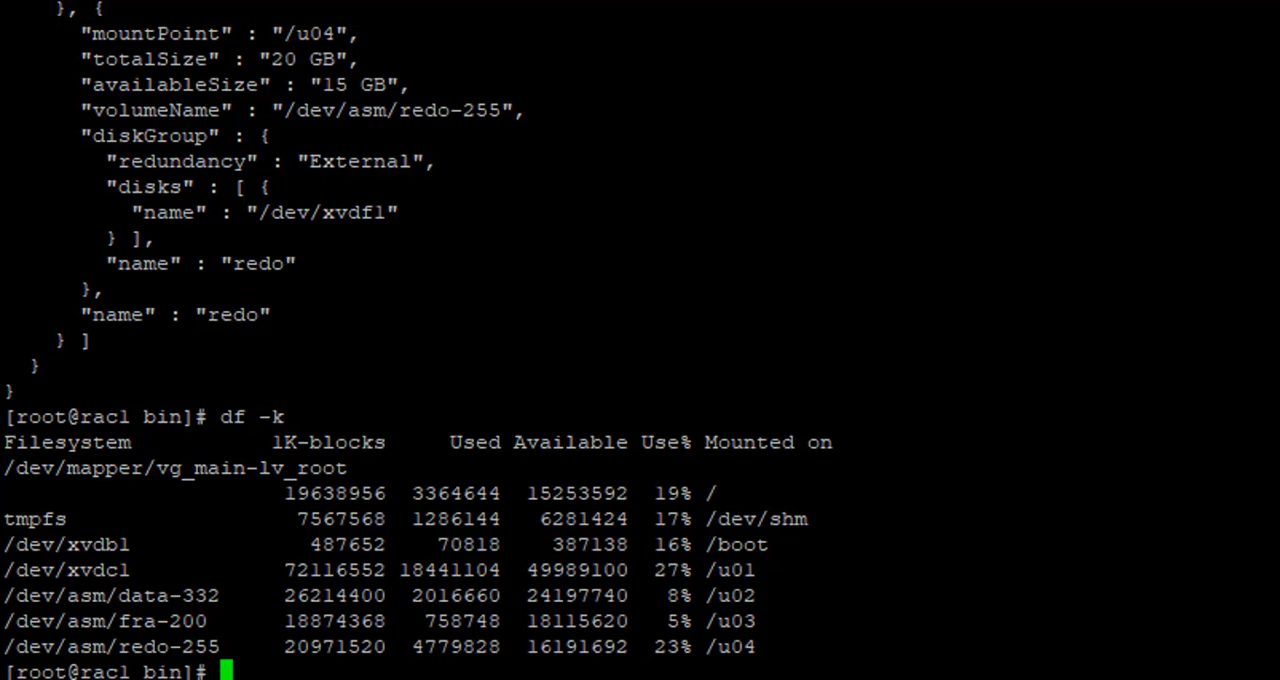 }, {
"mountPoint" : "/u04",
"totalSize" : "20 GB",
"availableSize" : "15 GB",
"volumeName" : "/dev/asm/redo-255",
"diskGroup" : {
"redundancy" : "External",
"disks" : [ {
"name" : "/dev/xvdf1"
} ],
"name" : "redo"
},
"name" : "redo"
} ]
}
}
[root@rac1 bin]# df -k
Filesystem 1K-blocks Used Available Use% Mounted on
/dev/mapper/vg_main-lv_root
19638956 3364644 15253592 19% /
tmpfs 7567568 1286144 6281424 17% /dev/shm
/dev/xvdb1 487652 70818 387138 16% /boot
/dev/xvdc1 72116552 18441104 49989100 27% /u01
/dev/asm/data-332 26214400 2016660 24197740 8% /u02
/dev/asm/fra-200 18874368 758748 18115620 5% /u03
/dev/asm/redo-255 20971520 4779828 16191692 23% /u04
[root@rac1 bin]#